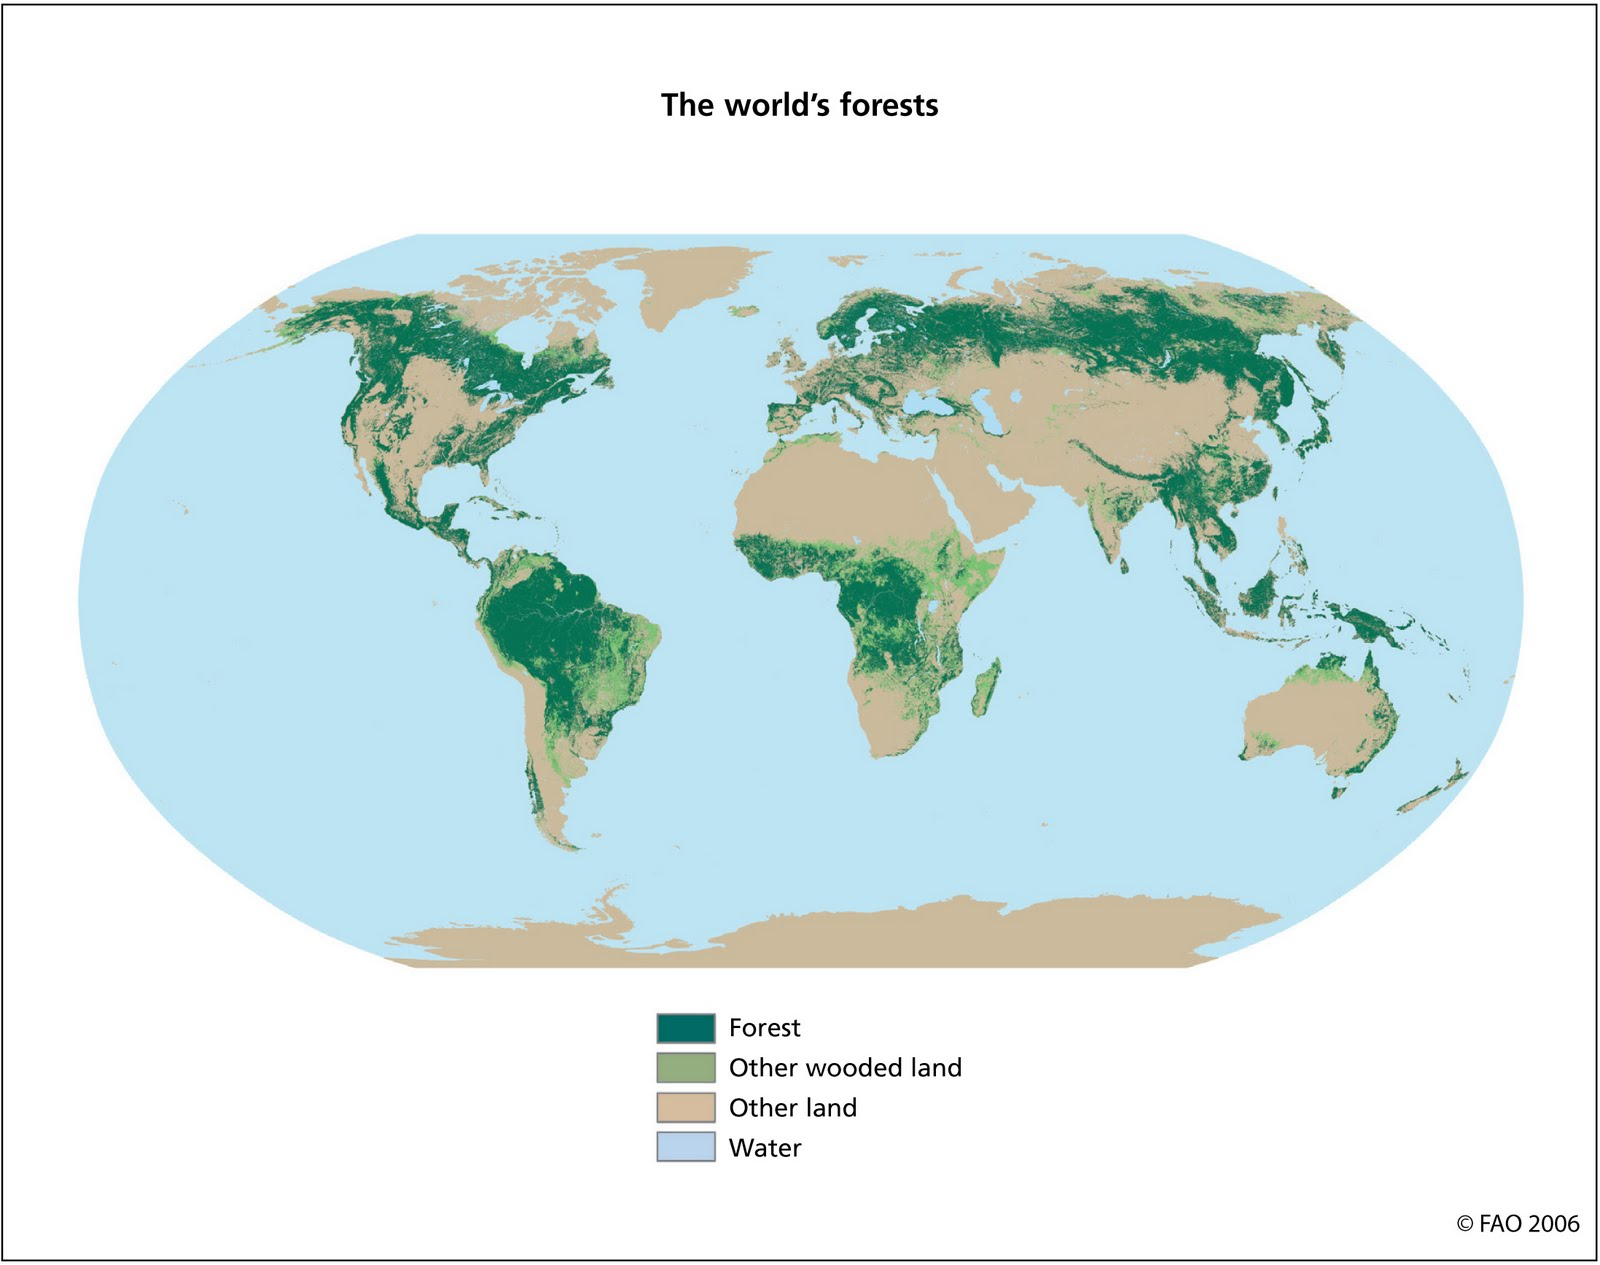 The world’s forests
Forest
Other wooded land
Other land
Water
© FAO 2006